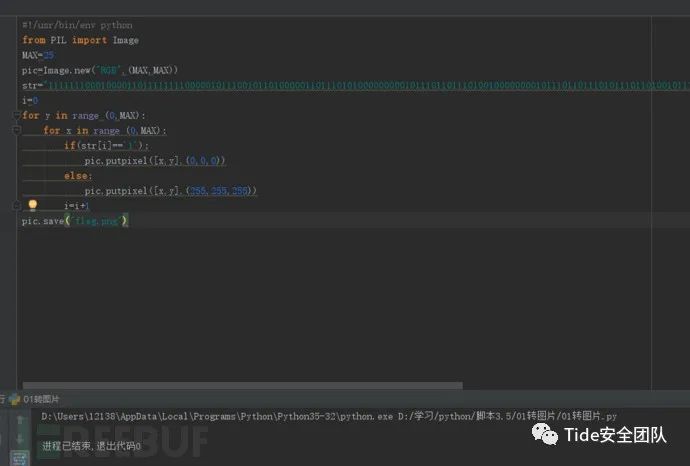 #!/usr/bin/env python
from PIL import Image
MAX=25
pic=Image.new("RGB",(MAX,MAX))
i=0
for y in range (0,MAX):
for x in range (0,MAX):
if(str[i]=='1'):
pic.putpixel([x,y],(0,0,0))
else:
pic.putpixel([x,y],(255,255,255))
i=i+1
pic.save("flag.png")
行 01转图片
D:\Users\12138\AppData\Local\Programs\Python\Python35-32\python.exe D:/学习/python/脚本3.5/01转图片/01转图片.py
进程已结束,退出代码0
REEBUF
Tide安全团队